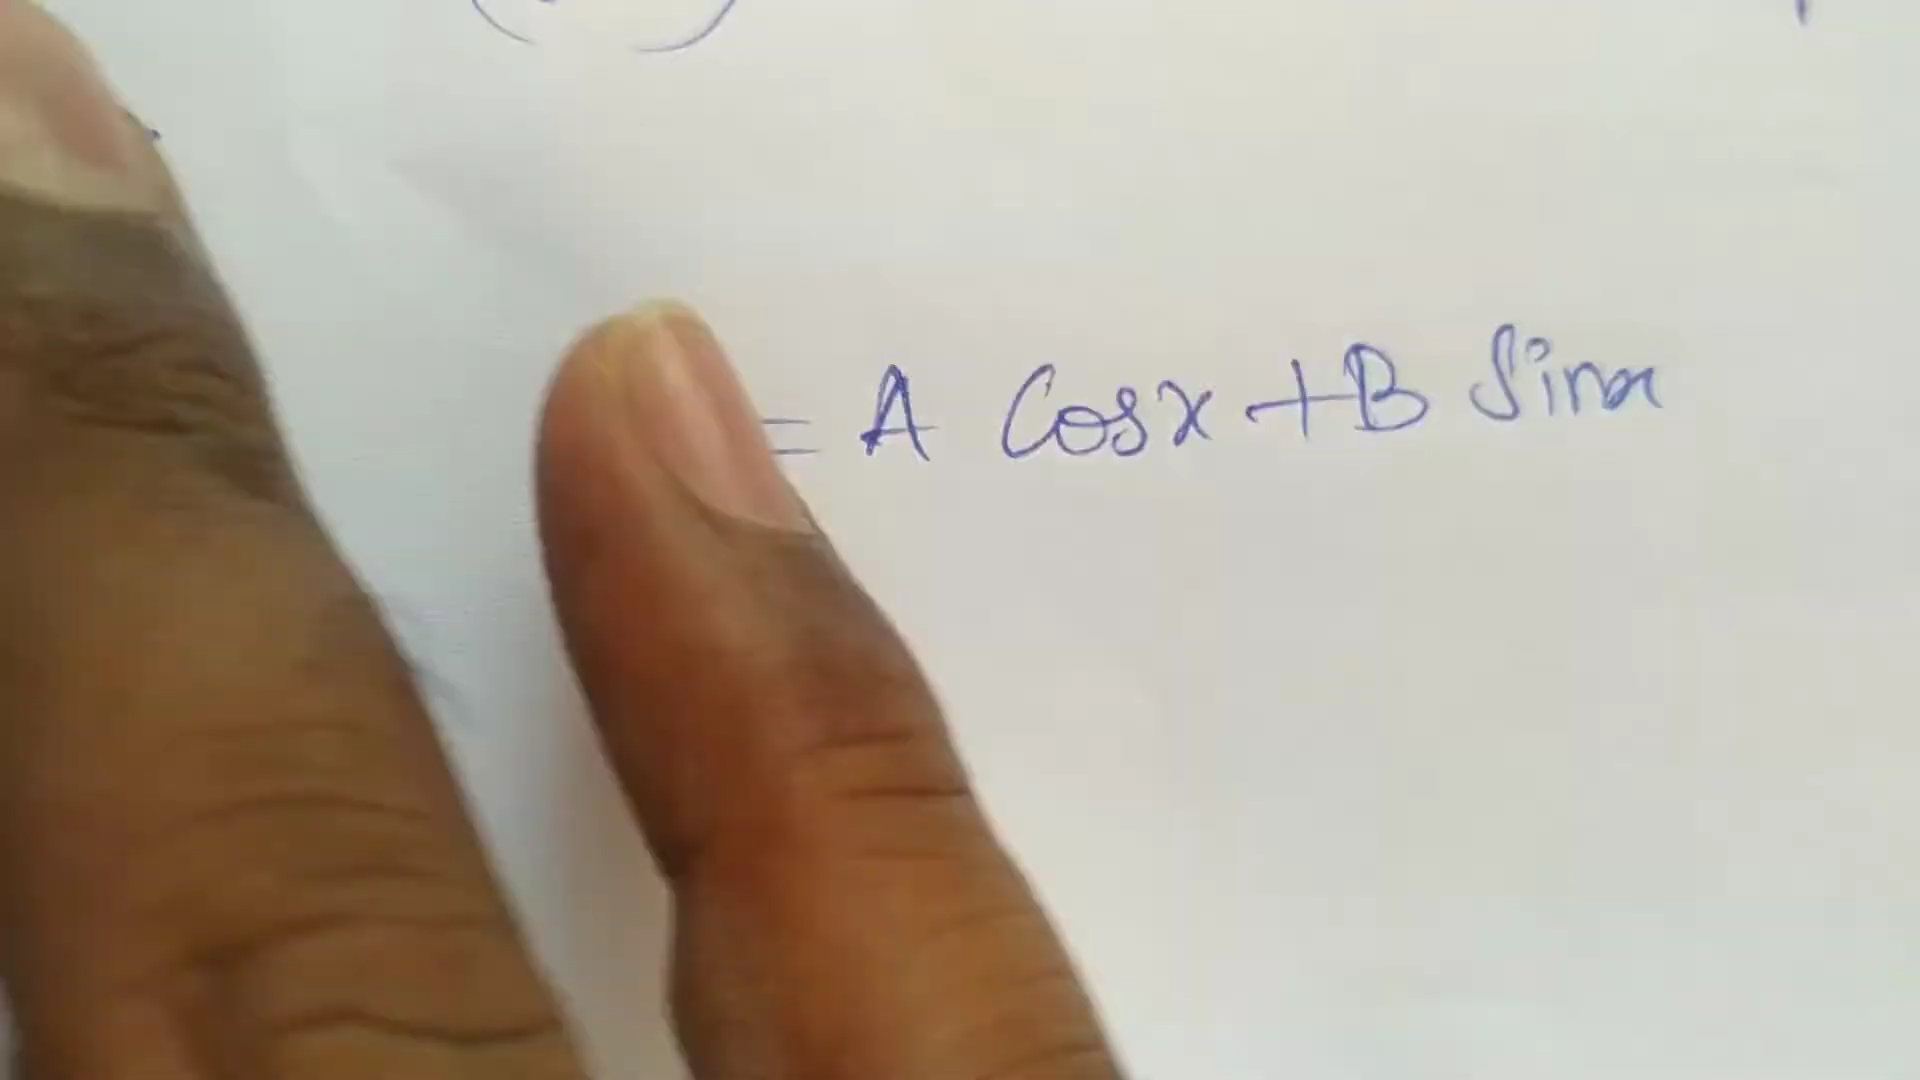 = A Cosx + B Sinx